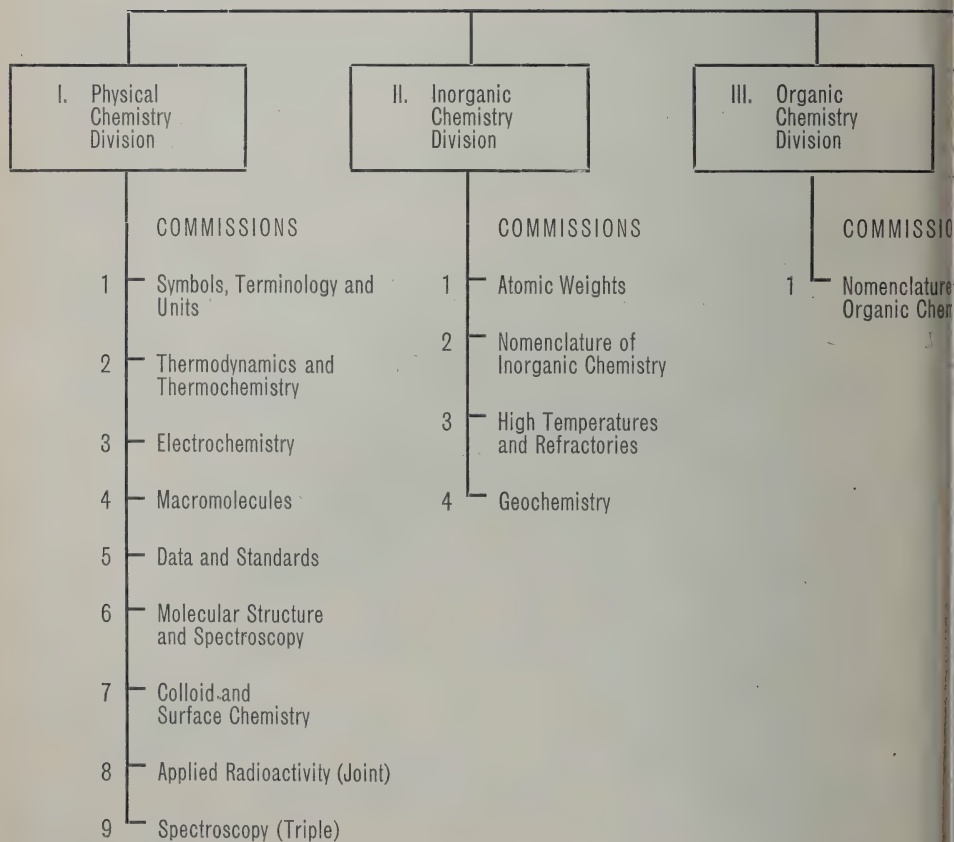 I. Physical
Chemistry
Division
COMMISSIONS
1 Symbols, Terminology and
Units
2 Thermodynamics and
Thermochemistry
3 Electrochemistry
4 Macromolecules
5 Data and Standards
6 Molecular Structure
and Spectroscopy
7 Colloid and
Surface Chemistry
8 Applied Radioactivity (Joint)
9 Spectroscopy (Triple)
II. Inorganic
Chemistry
Division
COMMISSIONS
1 Atomic Weights
2 Nomenclature of
Inorganic Chemistry
3 High Temperatures
and Refractories
4 Geochemistry
III. Organic
Chemistry
Division
1 Nomenclature
Organic